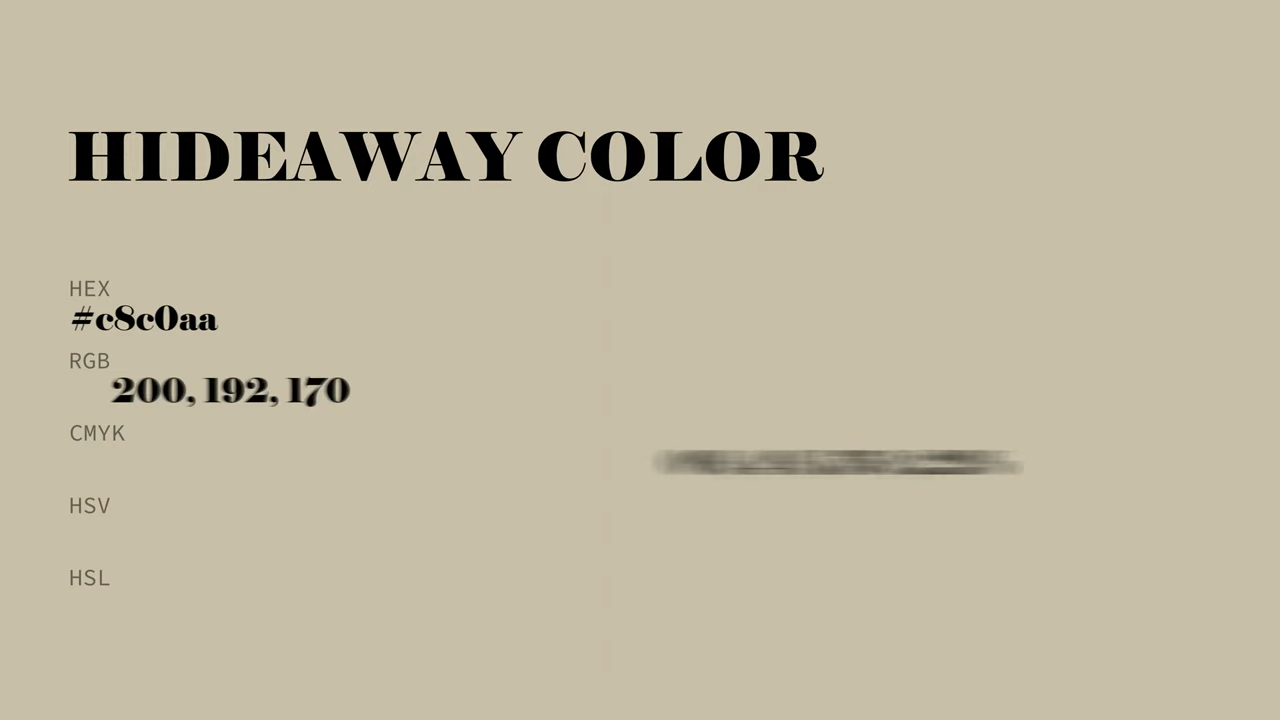 HIDEAWAY COLOR
HEX
#c8c0aa
RGB
200, 192, 170
CMYK
HSV
HSL